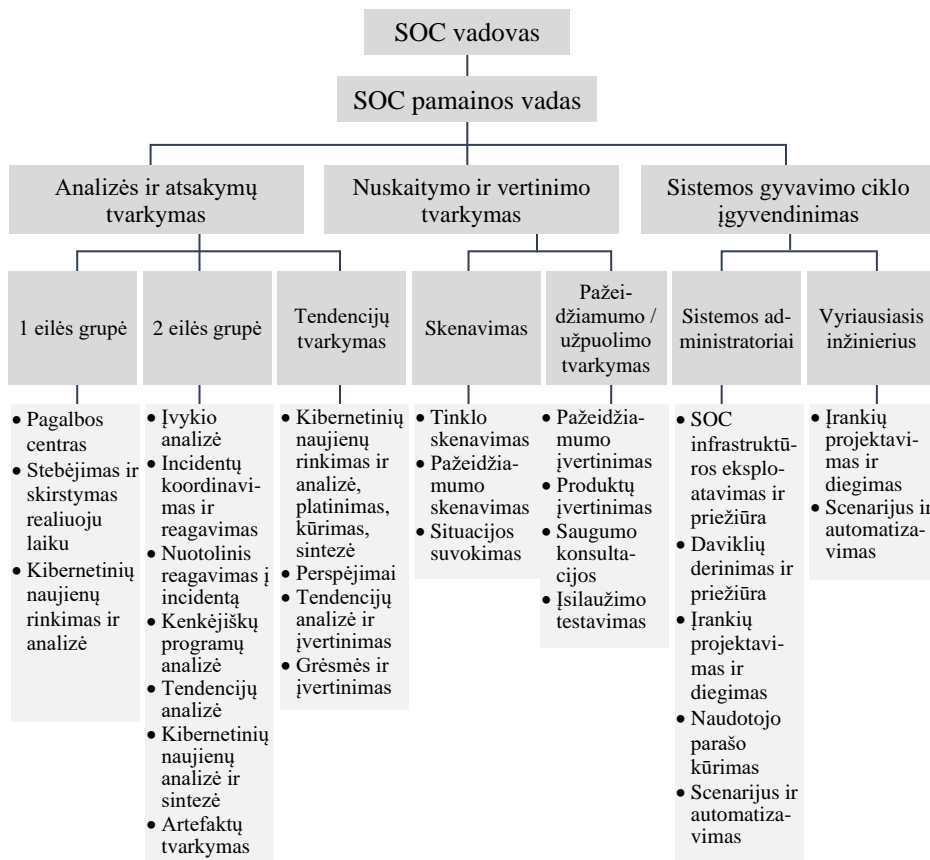 SOC vadovas
SOC pamainos vadas
Analizės ir atsakymų
tvarkymas
Nuskaitymo ir vertinimo
tvarkymas
Sistemos gyvavimo ciklo
įgyvendinimas
1 eilės grupė
2 eilės grupė
Tendencijų
tvarkymas
Skenavimas
Pažei-
džiamumo /
užpuolimo
tvarkymas
Sistemos ad-
ministratoriai
Vyriausiasis
inžinierius
• Pagalbos
centras
• Stebėjimas ir
skirstymas
realiuoju
laiku
• Kibernetinių
naujienų
rinkimas ir
analizė
• Įvykio
analizė
• Incidentų
koordinavi-
mas ir
reagavimas
• Nuotolinis
reagavimas į
incidentą
• Kenkėjiškų
programų
analizė
• Tendencijų
analizė
• Kibernetinių
naujienų
analizė ir
sintezė
• Artefaktų
tvarkymas
• Kibernetinių
naujienų
rinkimas ir
analizė,
platinimas,
kūrimas,
sintezė
• Perspėjimai
• Tendencijų
analizė ir
įvertinimas
• Grėsmės ir
įvertinimas
• Tinklo
skenavimas
• Pažeidžia-
mumo
skenavimas
• Situacijos
suvokimas
• Pažeidžia-
mumo
įvertinimas
• Produktų
įvertinimas
• Saugumo
konsulta-
cijos
• Įsilaužimo
testavimas
• SOC
infrastruktū-
ros eksplo-
atavimas ir
priežiūra
• Daviklių
derinimas ir
priežiūra
• Įrankių
projektavi-
mas ir
diegimas
• Naudotojo
parašo
kūrimas
• Scenarijus ir
automatiza-
vimas
• Įrankių
projektavi-
mas ir
diegimas
• Scenarijus ir
automatiza-
vimas